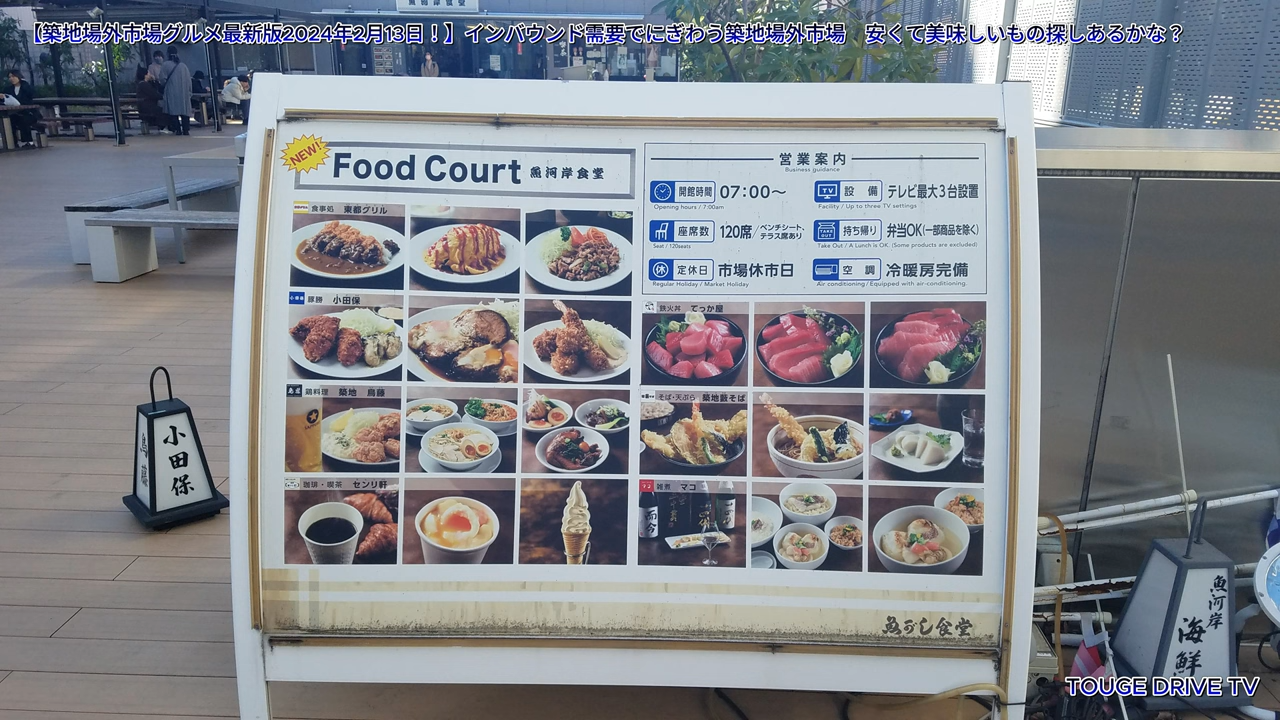 【築地場外市場グルメ最新版2024年2月13日！】インバウンド需要でにぎわう築地場外市場　安くて美味しいもの探しあるかな？
NEW!
Food Court 魚河岸食堂
営業案内
Business guidance
開館時間 07:00〜
Opening hours / 7:00am
TV 設備 テレビ最大3台設置
Facility / Up to three TV settings
座席数 120席 / ベンチシート、テラス席あり
Seat / 120seats
TAKE OUT 持ち帰り 弁当OK(一部商品を除く)
Take Out / A Lunch is OK. (Some products are excluded)
休 定休日 市場休市日
Regular Holiday / Market Holiday
空調 冷暖房完備
Air conditioning / Equipped with air-conditioning.
食事処 東都グリル
豚勝 小田保
鉄火丼 てっか屋
鶏料理 築地 鳥藤
そば・天ぷら 築地藪そば
珈琲・喫茶 センリ軒
雑煮 マコ
魚がし食堂
小田保
魚河岸
海鮮
TOUGE DRIVE TV